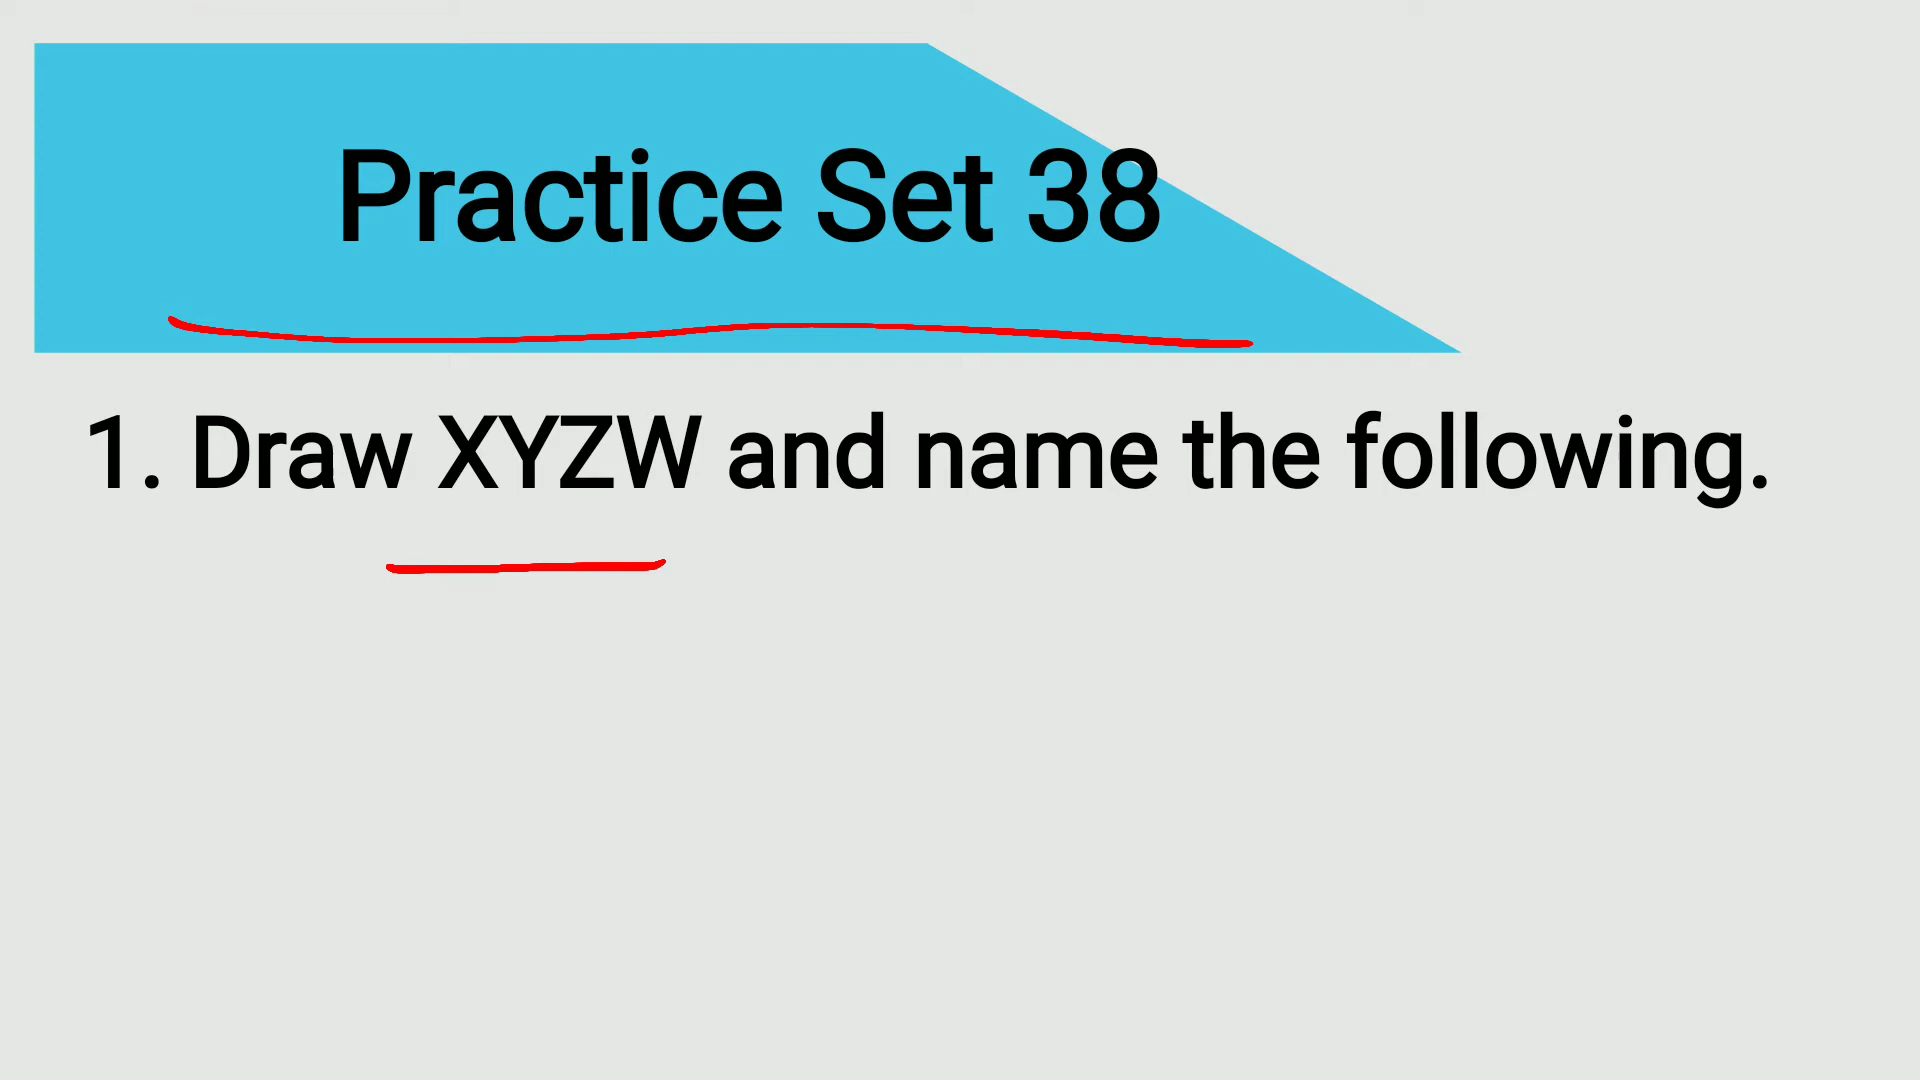 Practice Set 38
1. Draw XYZW and name the following.